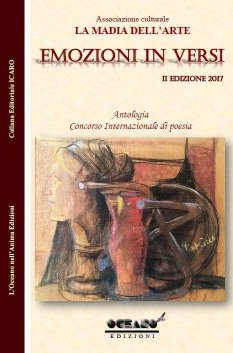 Associazione culturale
LA MADIA DELL'ARTE
EMOZIONI IN VERSI
II EDIZIONE 2017
Antologia
Concorso Internazionale di poesia
OCEANO
EDIZIONI
Collana Editoriale ICARO
L'Oceano nell'Anima Edizioni